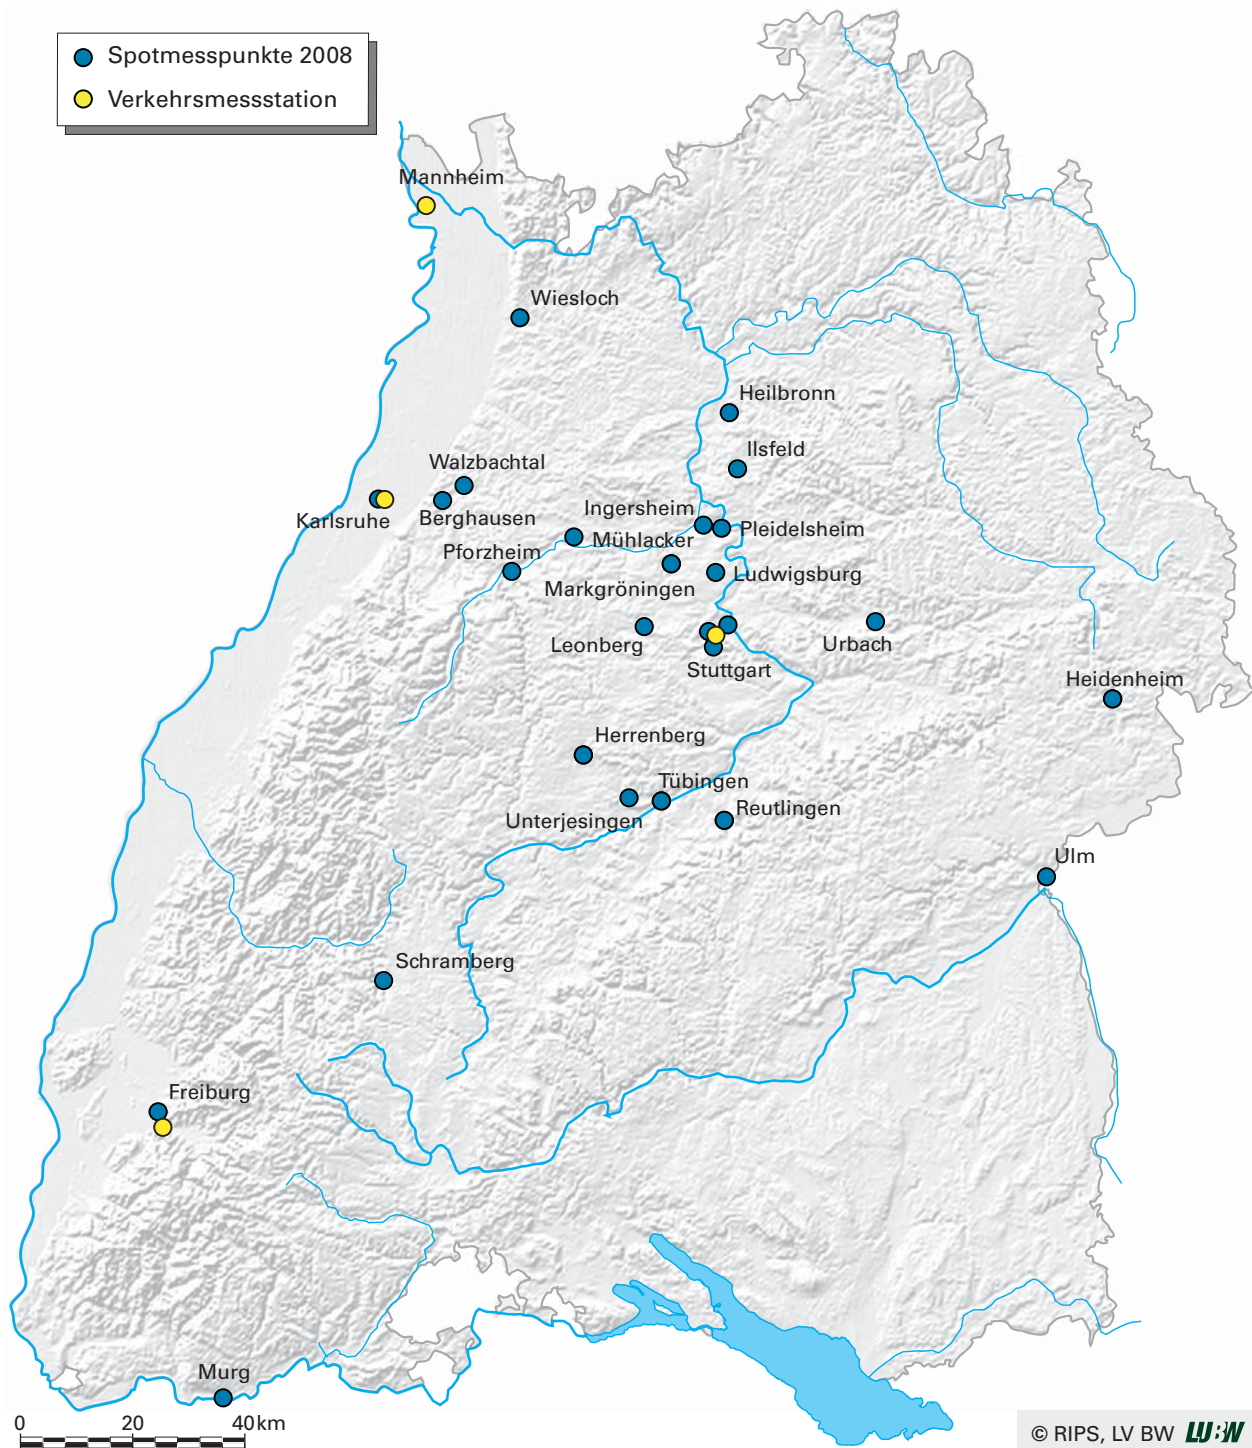 Spotmesspunkte 2008
Verkehrsmessstation
Mannheim
Wiesloch
Heilbronn
Ilsfeld
Walzbachtal
Ingersheim
Karlsruhe
Berghausen
Pleidelsheim
Mühlacker
Pforzheim
Ludwigsburg
Markgröningen
Leonberg
Urbach
Stuttgart
Heidenheim
Herrenberg
Tübingen
Unterjesingen
Reutlingen
Ulm
Schramberg
Freiburg
Murg
0 20 40 km
© RIPS, LV BW LUBW